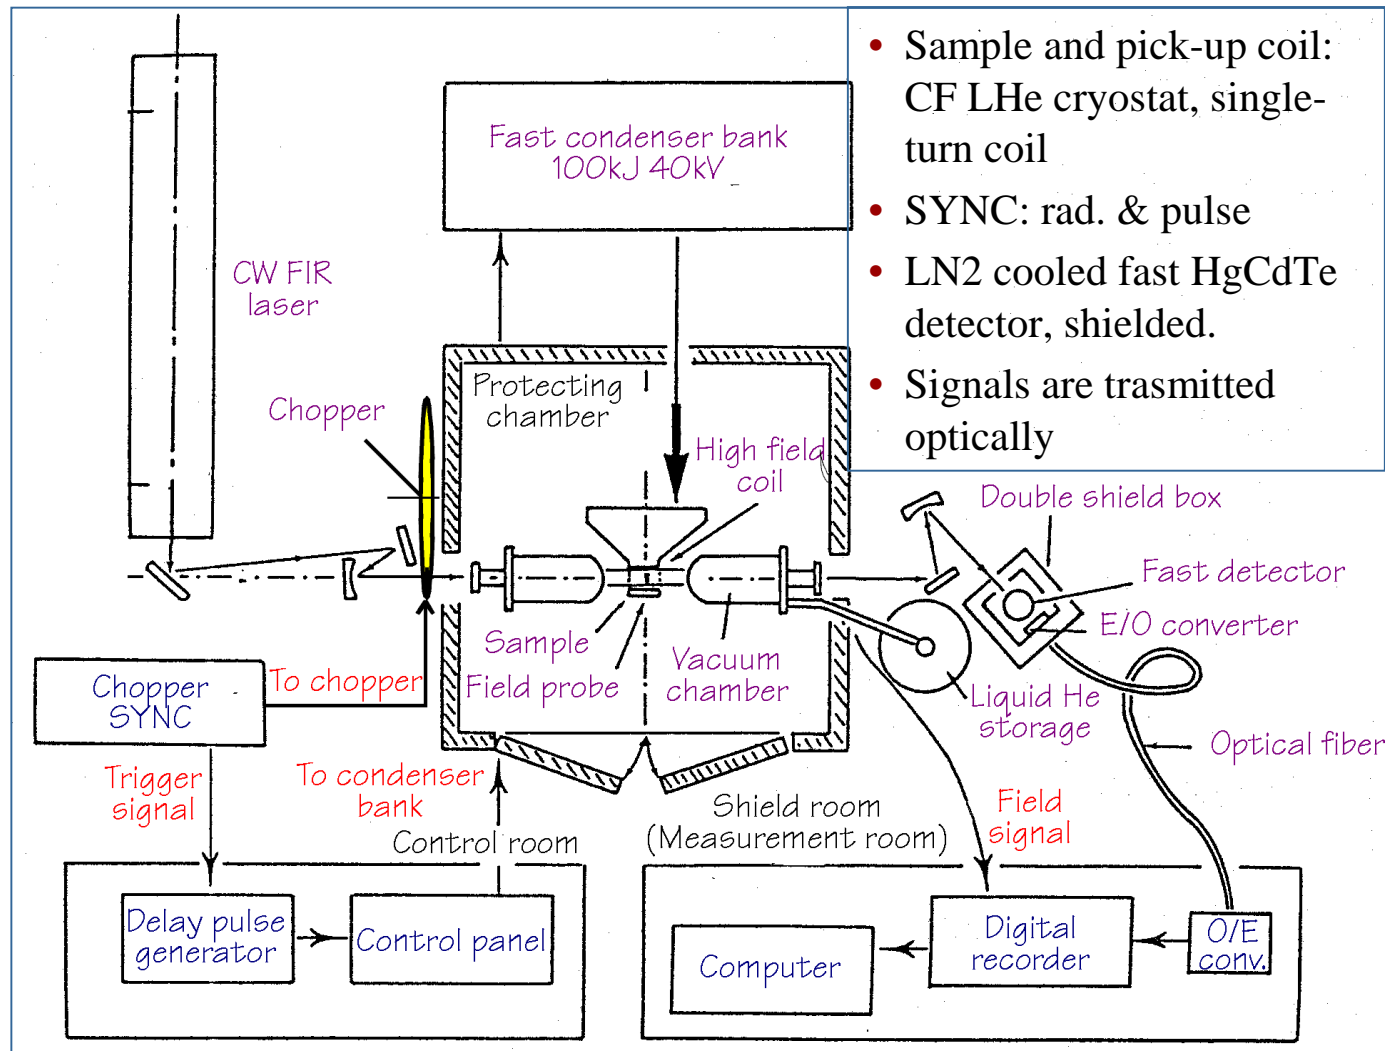 • Sample and pick-up coil:
CF LHe cryostat, single-
turn coil
• SYNC: rad. & pulse
• LN2 cooled fast HgCdTe
detector, shielded.
• Signals are trasmitted
optically
Fast condenser bank
100kJ 40kV
CW FIR
laser
Chopper
Protecting
chamber
High field
coil
Double shield box
Fast detector
E/O converter
Sample
Field probe
Vacuum
chamber
Liquid He
storage
Optical fiber
Chopper
SYNC
To chopper
Trigger
signal
To condenser
bank
Control room
Shield room
(Measurement room)
Field
signal
Delay pulse
generator
Control panel
Computer
Digital
recorder
O/E
conv.